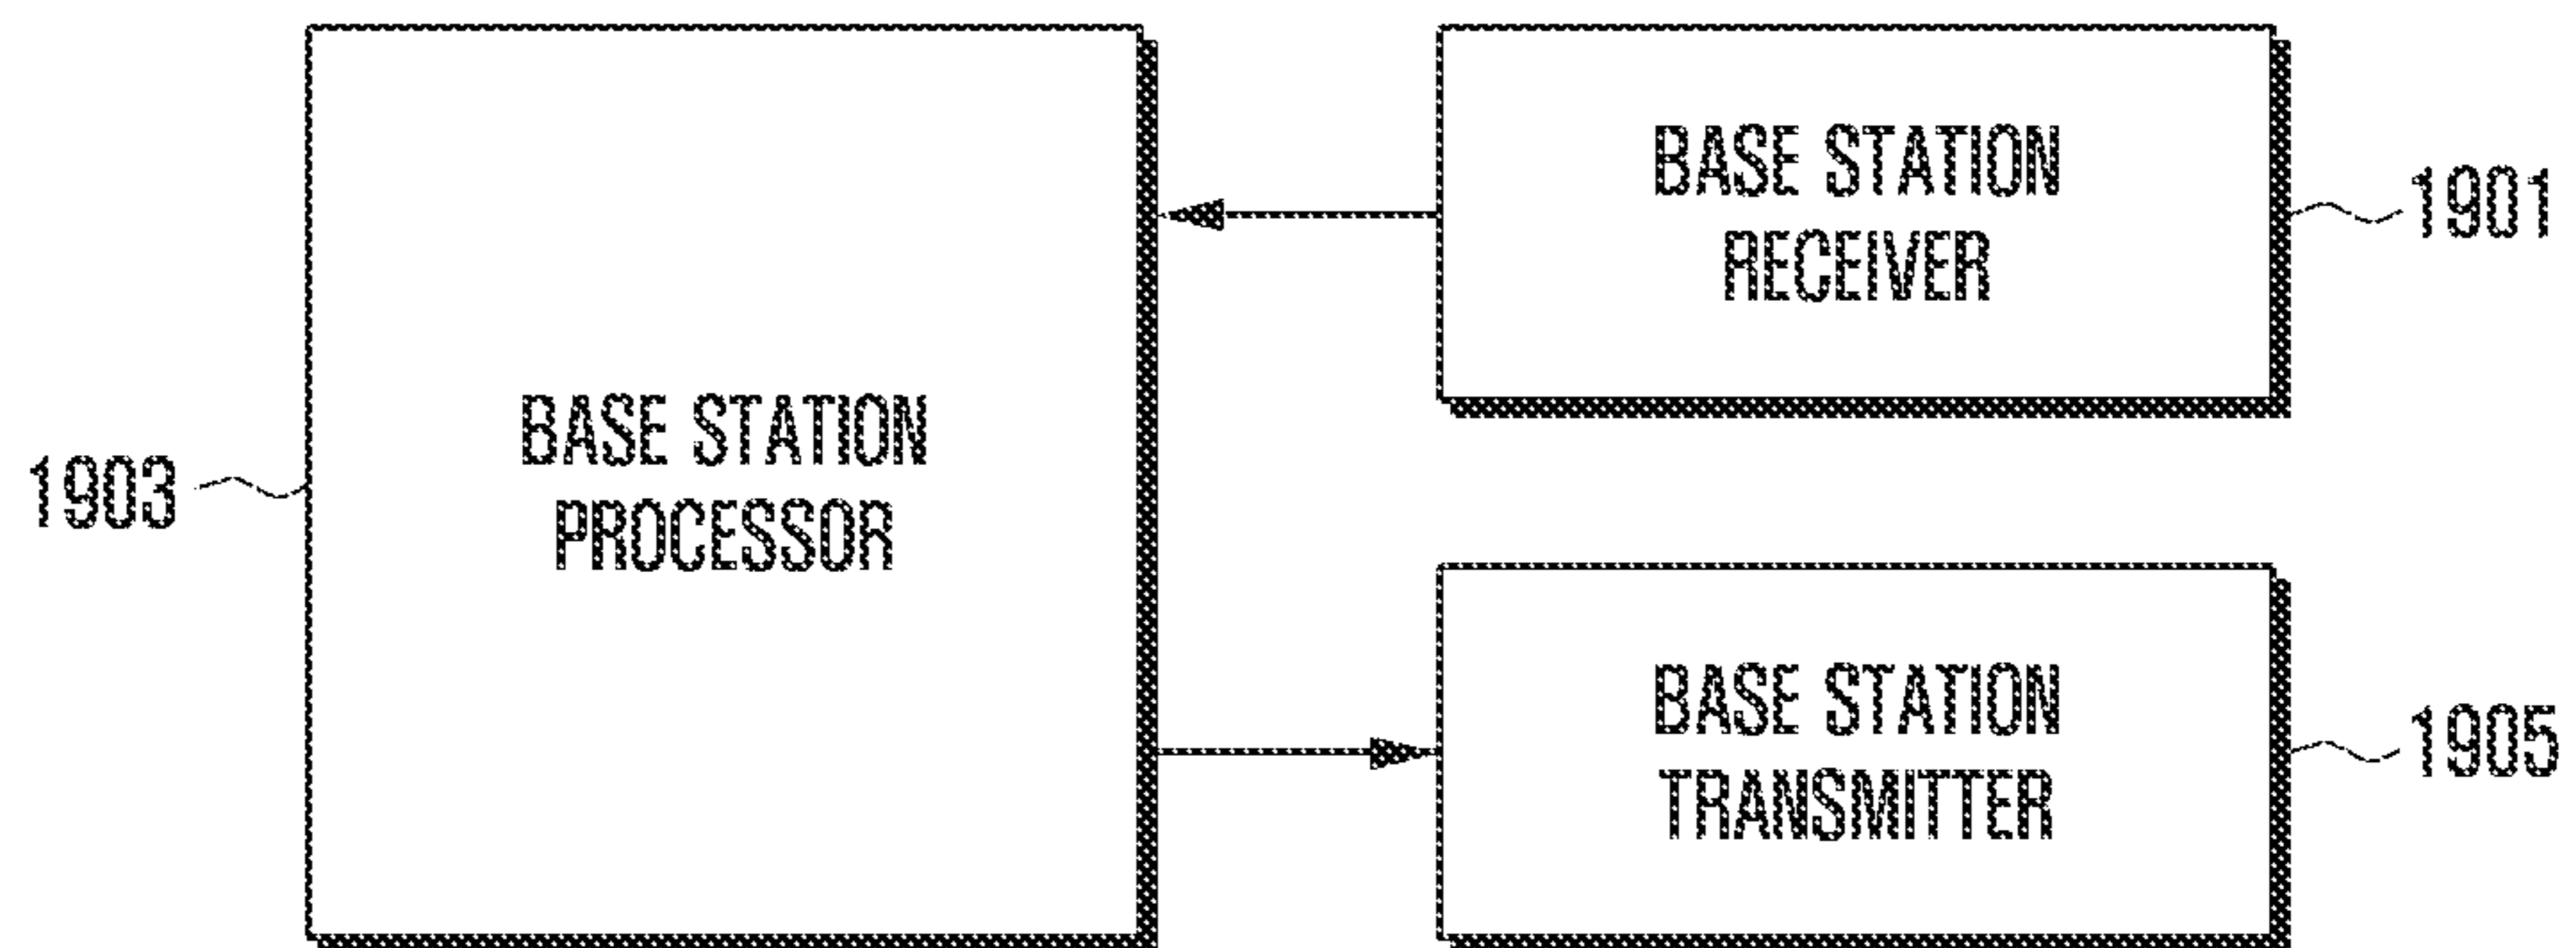 BASE STATION
RECEIVER
1901
BASE STATION
PROCESSOR
1903
BASE STATION
TRANSMITTER
1905